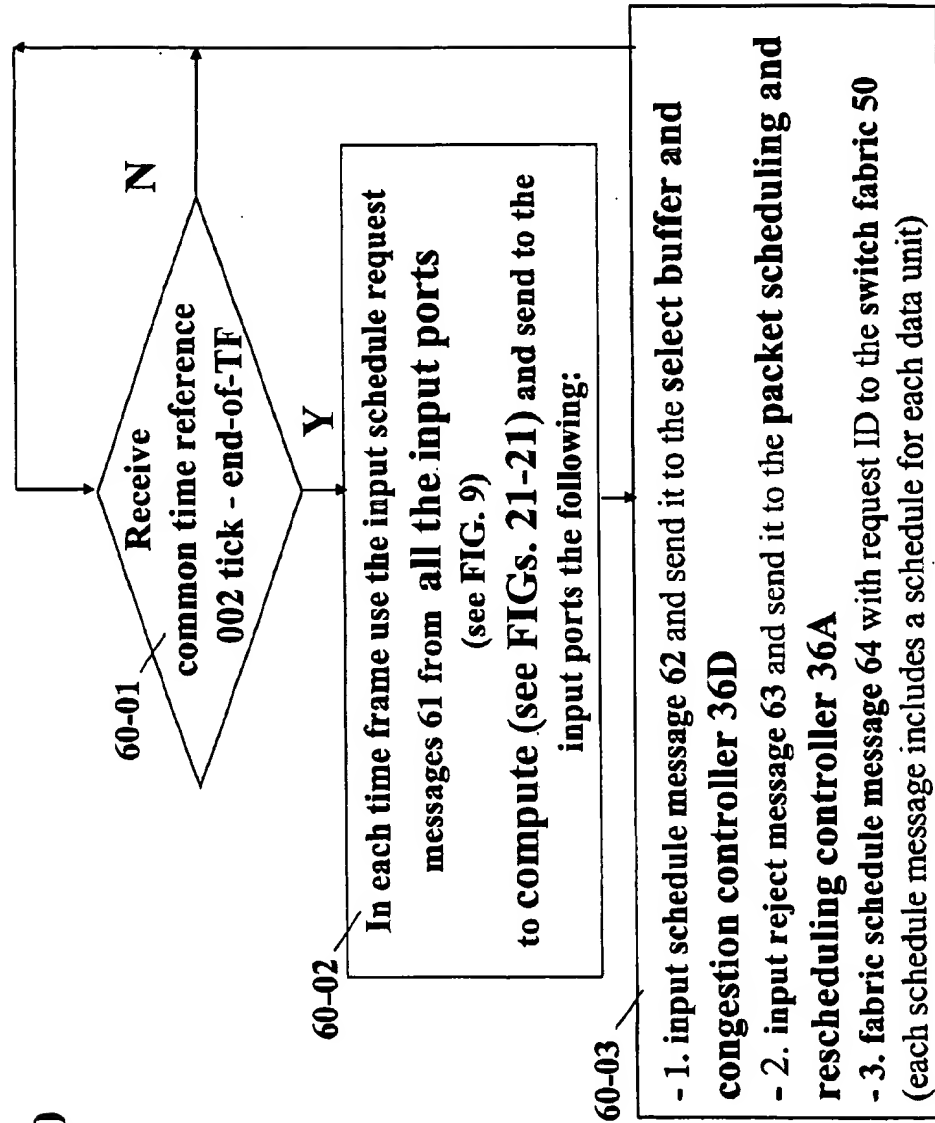 Receive
common time reference
002 tick - end-of-TF
60-01
N
Y
60-02
In each time frame use the input schedule request
messages 61 from all the input ports
(see FIG. 9)
to compute (see FIGs. 21-21) and send to the
input ports the following:
60-03
- 1. input schedule message 62 and send it to the select buffer and
congestion controller 36D
- 2. input reject message 63 and send it to the packet scheduling and
rescheduling controller 36A
- 3. fabric schedule message 64 with request ID to the switch fabric 50
(each schedule message includes a schedule for each data unit)